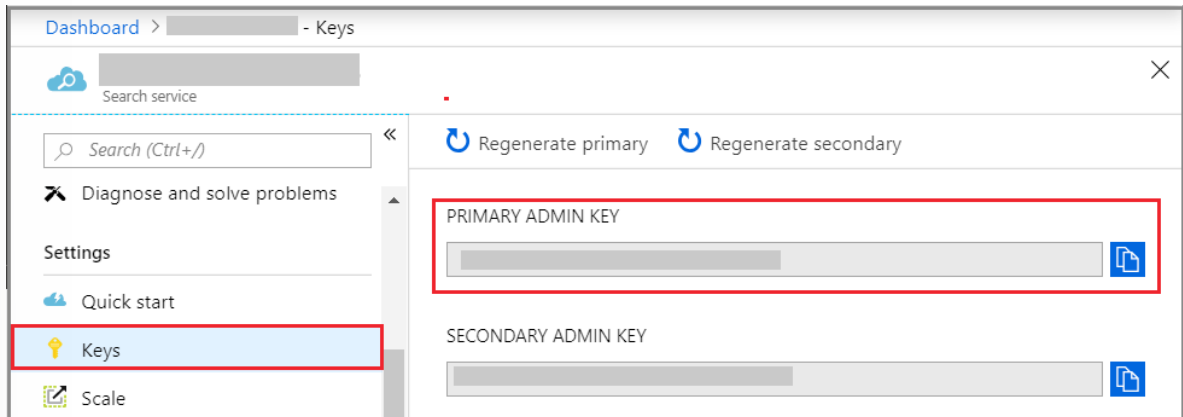 Dashboard > - Keys
Search service
Search (Ctrl+/)
«
Regenerate primary
Regenerate secondary
Diagnose and solve problems
PRIMARY ADMIN KEY
Settings
Quick start
SECONDARY ADMIN KEY
Keys
Scale